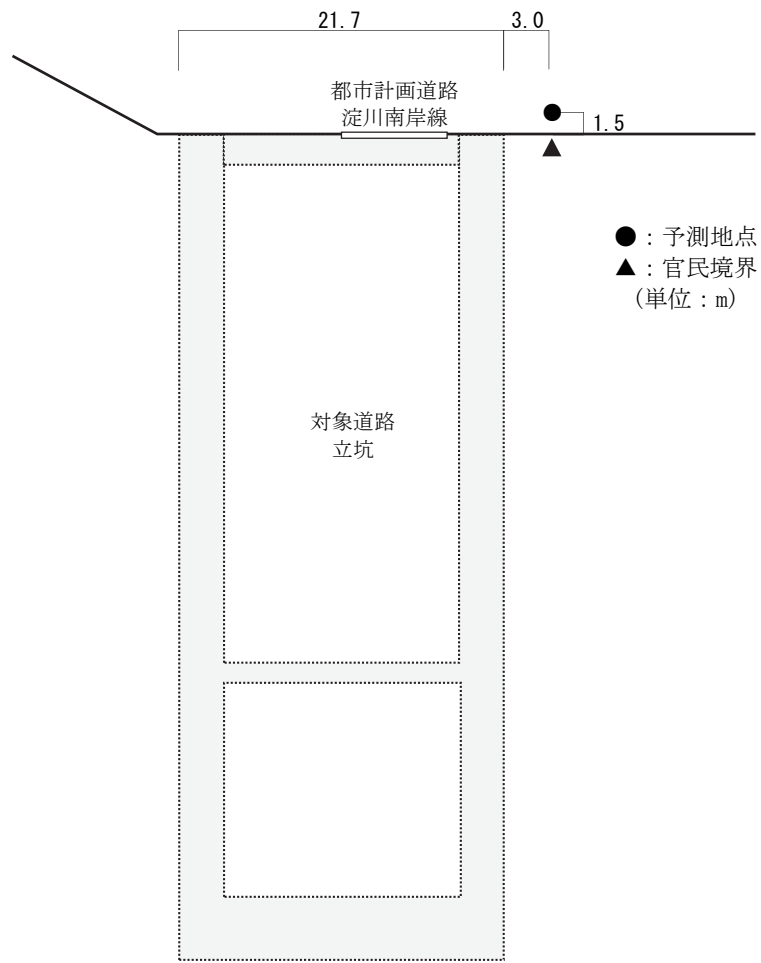 21.7
3.0
都市計画道路
淀川南岸線
1.5
●：予測地点
▲：官民境界
(単位：m)
対象道路
立坑